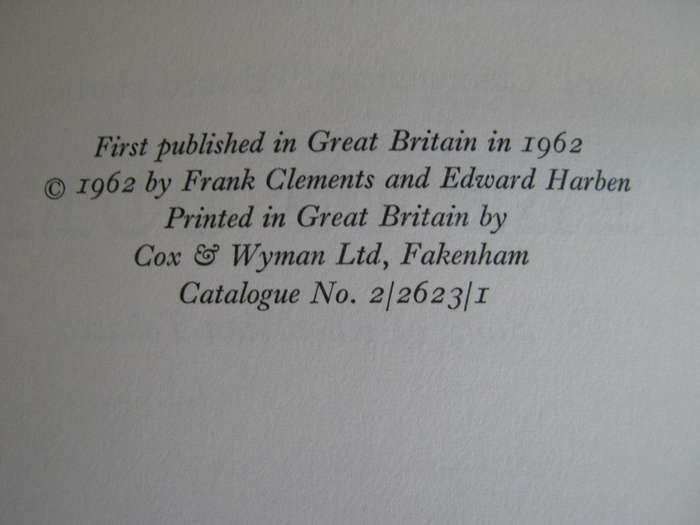 First published in Great Britain in 1962
© 1962 by Frank Clements and Edward Harben
Printed in Great Britain by
Cox & Wyman Ltd, Fakenham
Catalogue No. 2/2623/1